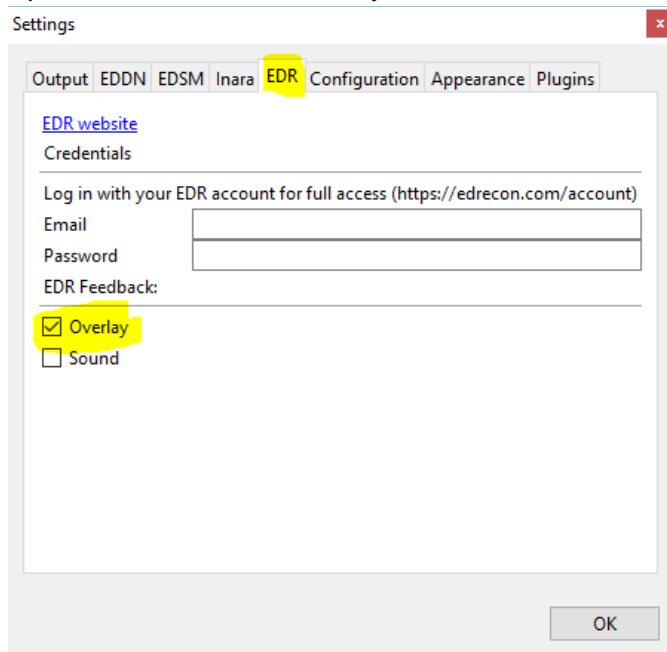 Settings
x
Output EDDN EDSM Inara EDR Configuration Appearance Plugins
EDR website
Credentials
Log in with your EDR account for full access (https://edrecon.com/account)
Email
Password
EDR Feedback:
Overlay
Sound
OK